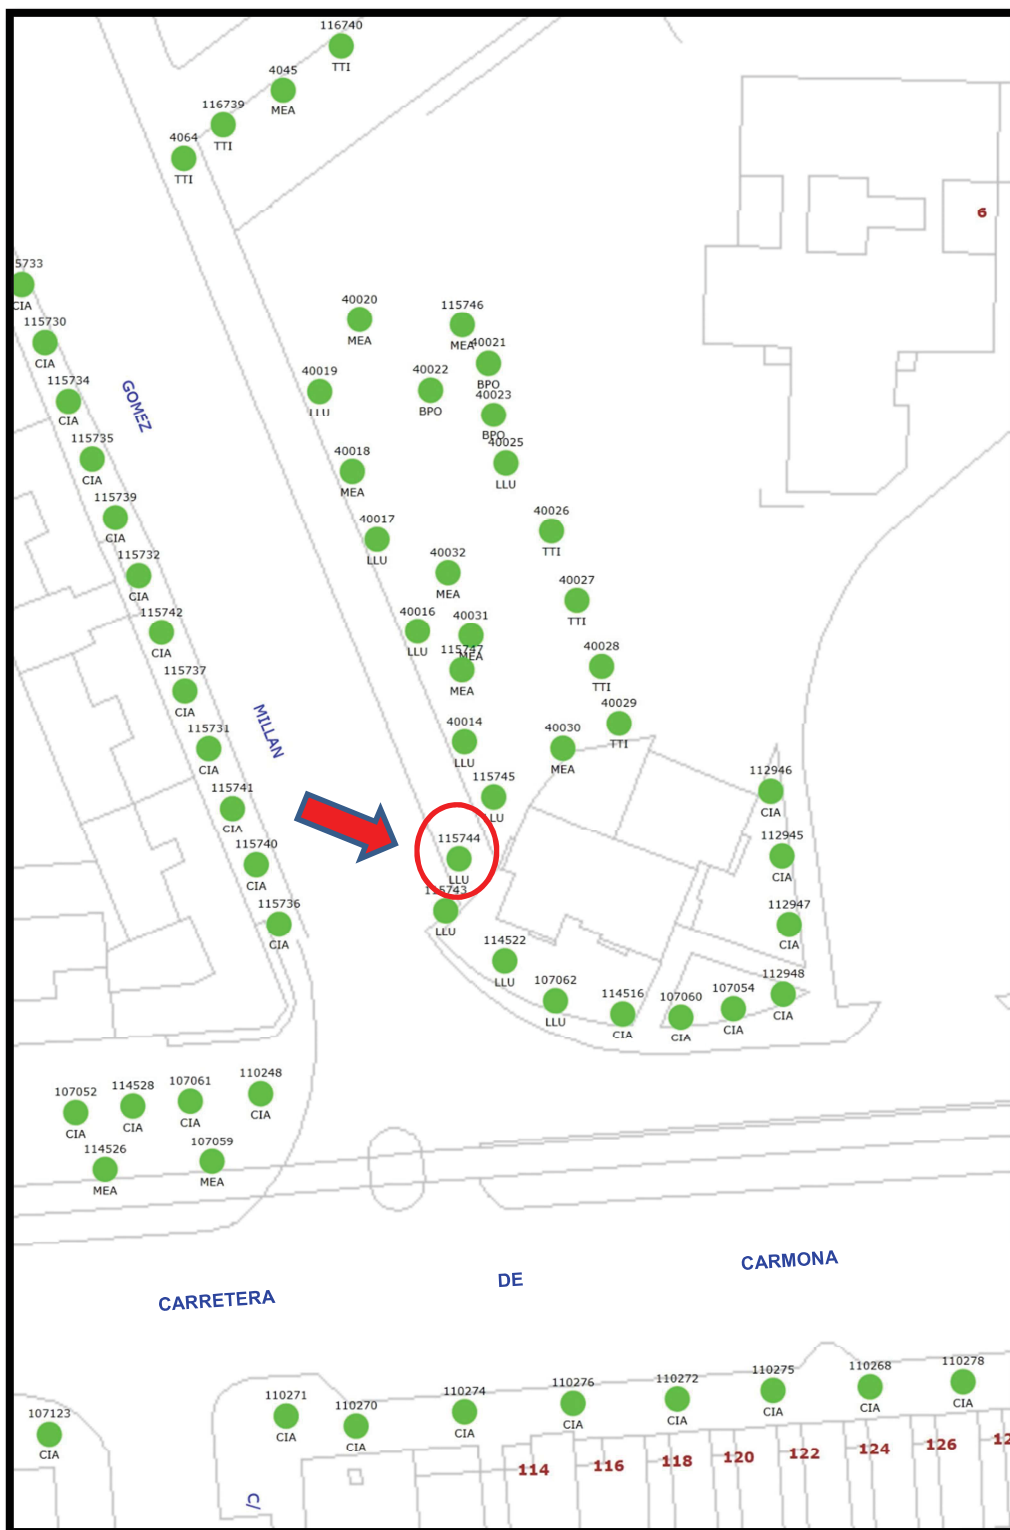 116740
TTI
4045
MEA
116739
TTI
4064
TTI
6
5733
CIA
115730
CIA
115734
CIA
115735
CIA
115739
CIA
115732
CIA
115742
CIA
115737
CIA
115731
CIA
115741
CIA
115740
CIA
115736
CIA
GOMEZ
MILLAN
40020
MEA
115746
MEA
40021
BPO
40019
LLU
40022
BPO
40023
BPO
40025
LLU
40018
MEA
40017
LLU
40026
TTI
40032
MEA
40027
TTI
40016
LLU
40031
MEA
115747
MEA
40028
TTI
40029
TTI
40014
LLU
40030
MEA
115745
LLU
112946
CIA
115744
LLU
112945
CIA
115743
LLU
112947
CIA
114522
LLU
107062
LLU
114516
CIA
107060
CIA
107054
CIA
112948
CIA
107052
CIA
114528
CIA
107061
CIA
110248
CIA
114526
MEA
107059
MEA
CARRETERA DE CARMONA
107123
CIA
110271
CIA
110270
CIA
110274
CIA
110276
CIA
110272
CIA
110275
CIA
110268
CIA
110278
CIA
114 116 118 120 122 124 126 12
C/